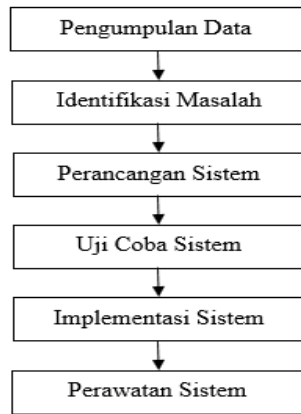 Pengumpulan Data
Identifikasi Masalah
Perancangan Sistem
Uji Coba Sistem
Implementasi Sistem
Perawatan Sistem